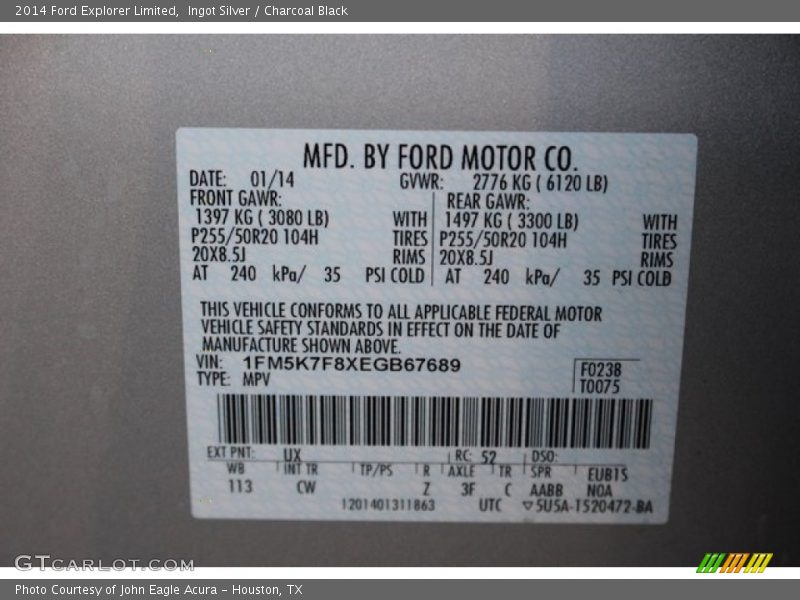 2014 Ford Explorer Limited, Ingot Silver / Charcoal Black
MFD. BY FORD MOTOR CO.
DATE: 01/14 GVWR: 2776 KG ( 6120 LB)
FRONT GAWR: REAR GAWR:
1397 KG ( 3080 LB) WITH 1497 KG ( 3300 LB) WITH
P255/50R20 104H TIRES P255/50R20 104H TIRES
20X8.5J RIMS 20X8.5J RIMS
AT 240 kPa/ 35 PSI COLD AT 240 kPa/ 35 PSI COLD
THIS VEHICLE CONFORMS TO ALL APPLICABLE FEDERAL MOTOR
VEHICLE SAFETY STANDARDS IN EFFECT ON THE DATE OF
MANUFACTURE SHOWN ABOVE.
VIN: 1FM5K7F8XEGB67689 F0238
TYPE: MPV T0075
EXT PNT: UX RC: 52 DSO:
WB INT TR TP/PS R AXLE TR SPR EUB15
113 CW Z 3F C AABB NOA
1201401311863 UTC ▽5U5A-1520472-BA
GTCARLOT.COM
Photo Courtesy of John Eagle Acura – Houston, TX